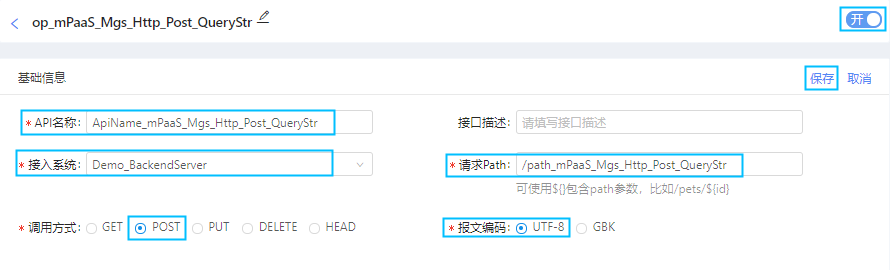 op_mPaaS_Mgs_Http_Post_QueryStr 开
基础信息 保存 取消
* API名称: ApiName_mPaaS_Mgs_Http_Post_QueryStr 接口描述: 请填写接口描述
* 接入系统: Demo_BackendServer * 请求Path: /path_mPaaS_Mgs_Http_Post_QueryStr
可使用${}包含path参数，比如/pets/${id}
* 调用方式: GET POST PUT DELETE HEAD * 报文编码: UTF-8 GBK